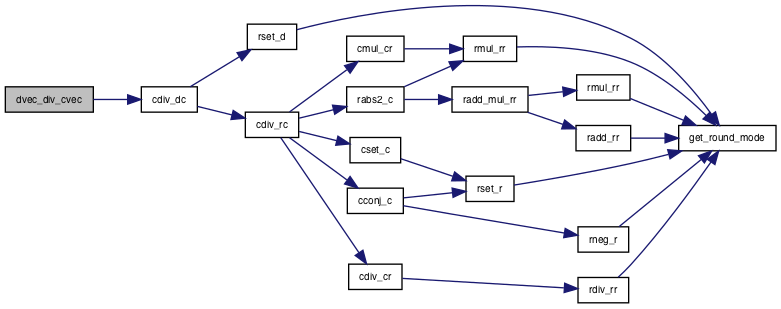 dvec_div_cvec
cdiv_dc
rset_d
cdiv_rc
cmul_cr
rabs2_c
cset_c
cconj_c
cdiv_cr
rmul_rr
radd_mul_rr
rset_r
rmul_rr
radd_rr
rneg_r
rdiv_rr
get_round_mode